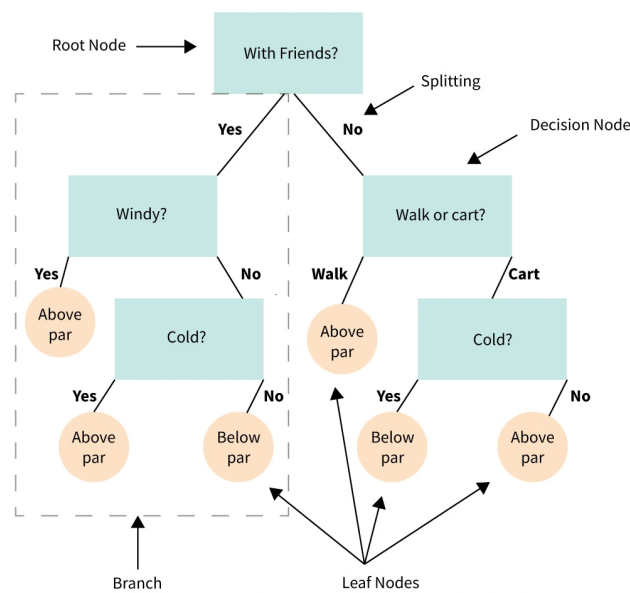 Root Node
With Friends?
Splitting
Yes
No
Decision Node
Windy?
Walk or cart?
Yes
No
Walk
Cart
Above
par
Cold?
Above
par
Cold?
Yes
No
Yes
No
Above
par
Below
par
Below
par
Above
par
Branch
Leaf Nodes